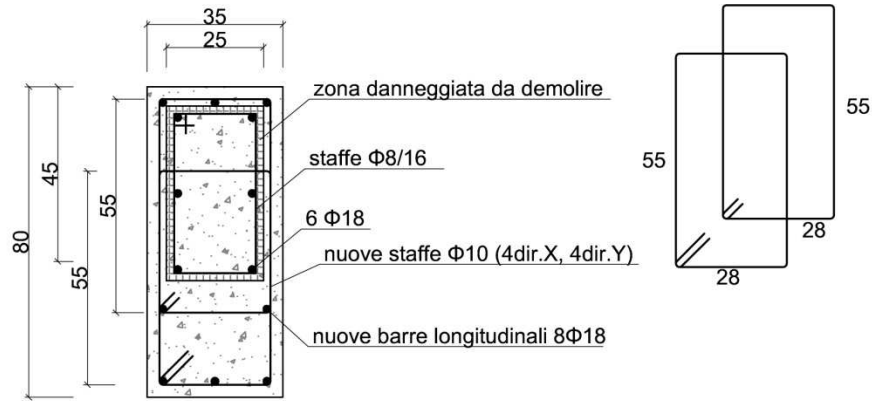 35
25
zona danneggiata da demolire
45
55
80
55
staffe Φ8/16
6 Φ18
nuove staffe Φ10 (4dir.X, 4dir.Y)
nuove barre longitudinali 8Φ18
55
55
28
28